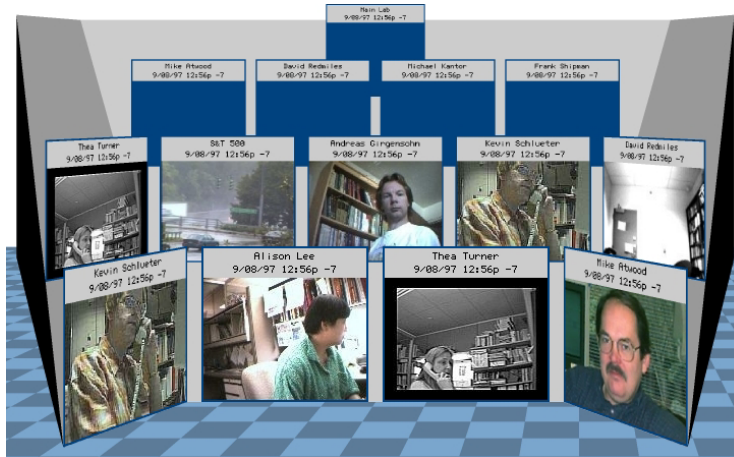 Main Lab
9/08/97 12:56p -7
Mike Atwood
9/08/97 12:56p -7
David Redmiles
9/08/97 12:56p -7
Michael Kantor
9/08/97 12:56p -7
Frank Shipman
9/08/97 12:56p -7
Thea Turner
9/08/97 12:56p -7
S&T 500
9/08/97 12:56p -7
Andreas Girgensohn
9/08/97 12:56p -7
Kevin Schlueter
9/08/97 12:56p -7
David Redmiles
9/08/97 12:56p -7
Kevin Schlueter
9/08/97 12:56p -7
Alison Lee
9/08/97 12:56p -7
Thea Turner
9/08/97 12:56p -7
Mike Atwood
9/08/97 12:56p -7